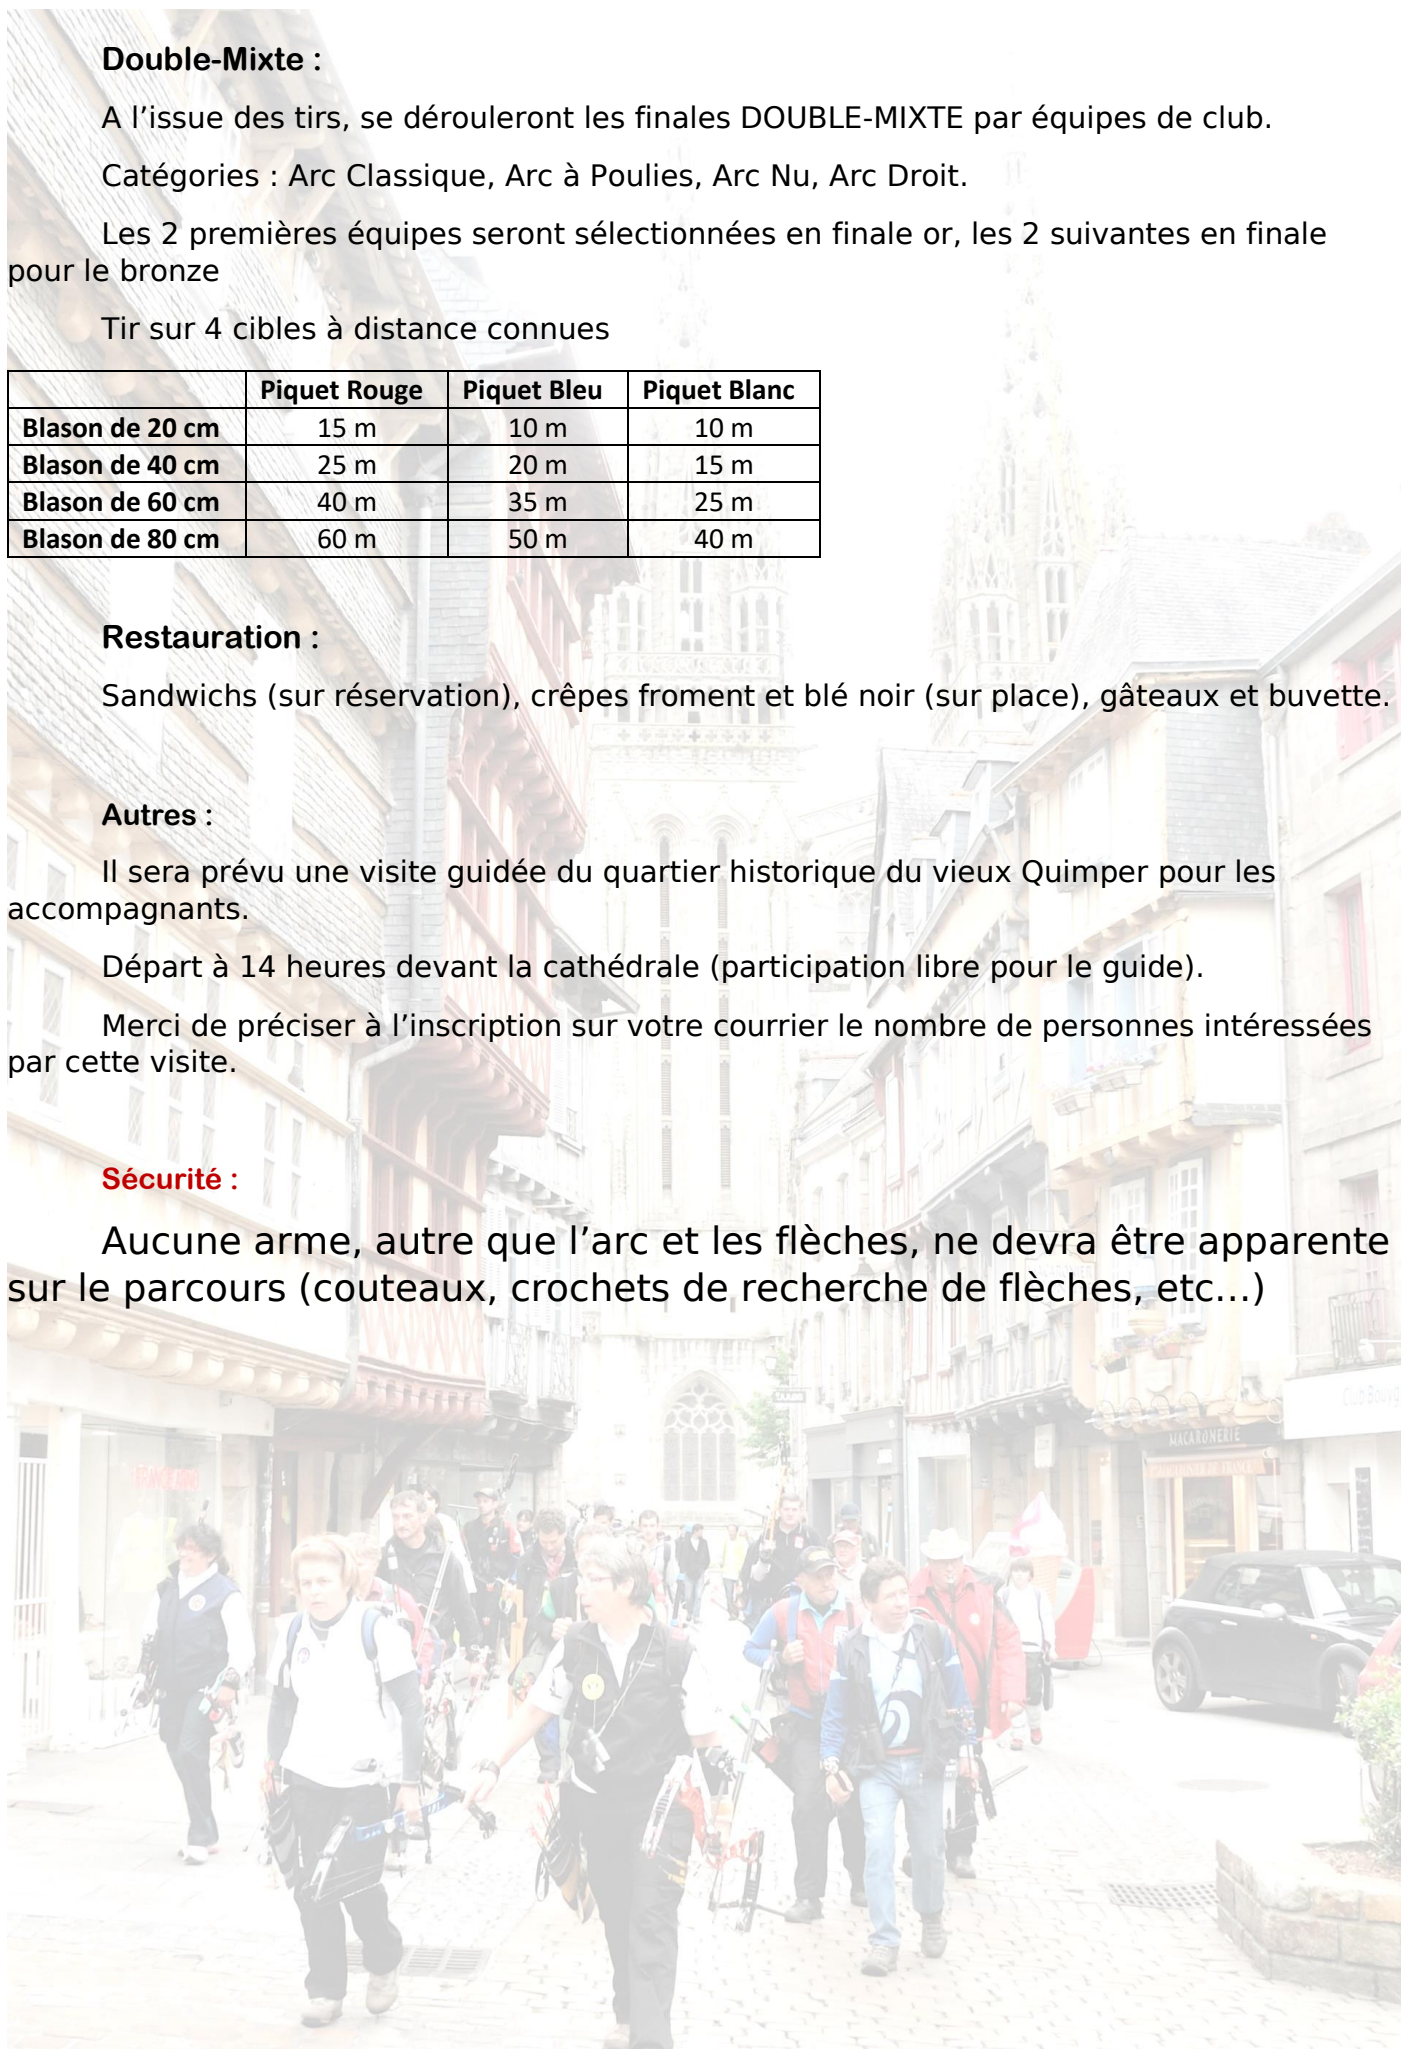 Double-Mixte :
A l’issue des tirs, se dérouleront les finales DOUBLE-MIXTE par équipes de club.
Catégories : Arc Classique, Arc à Poulies, Arc Nu, Arc Droit.
Les 2 premières équipes seront sélectionnées en finale or, les 2 suivantes en finale
pour le bronze
Tir sur 4 cibles à distance connues
Piquet Rouge Piquet Bleu Piquet Blanc
Blason de 20 cm 15 m 10 m 10 m
Blason de 40 cm 25 m 20 m 15 m
Blason de 60 cm 40 m 35 m 25 m
Blason de 80 cm 60 m 50 m 40 m
Restauration :
Sandwichs (sur réservation), crêpes froment et blé noir (sur place), gâteaux et buvette.
Autres :
Il sera prévu une visite guidée du quartier historique du vieux Quimper pour les
accompagnants.
Départ à 14 heures devant la cathédrale (participation libre pour le guide).
Merci de préciser à l’inscription sur votre courrier le nombre de personnes intéressées
par cette visite.
Sécurité :
Aucune arme, autre que l’arc et les flèches, ne devra être apparente
sur le parcours (couteaux, crochets de recherche de flèches, etc…)
MACARONERIE